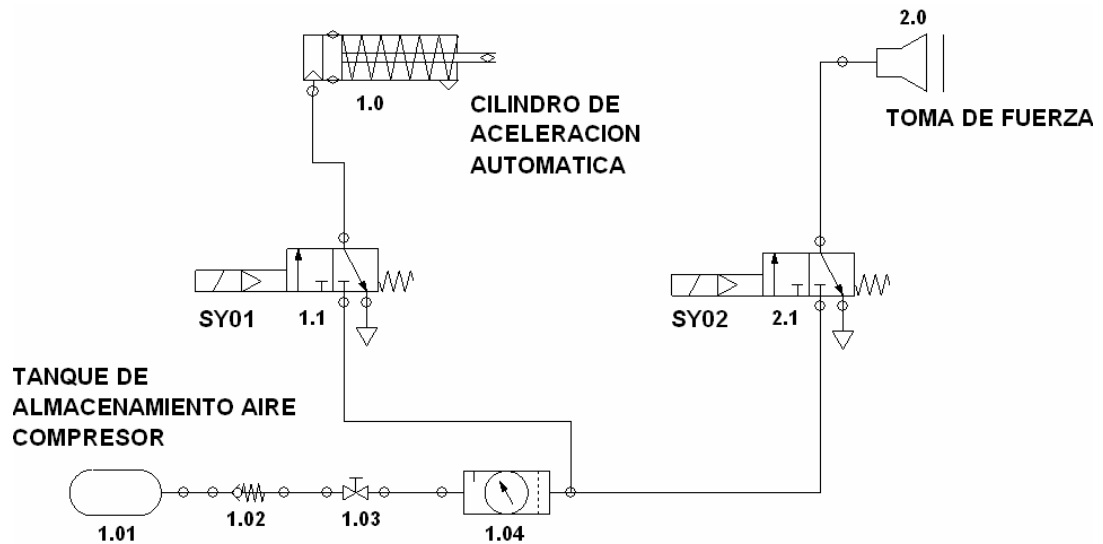 2.0
1.0
CILINDRO DE
ACELERACION
AUTOMATICA
TOMA DE FUERZA
SY01
1.1
SY02
2.1
TANQUE DE
ALMACENAMIENTO AIRE
COMPRESOR
1.01
1.02
1.03
1.04